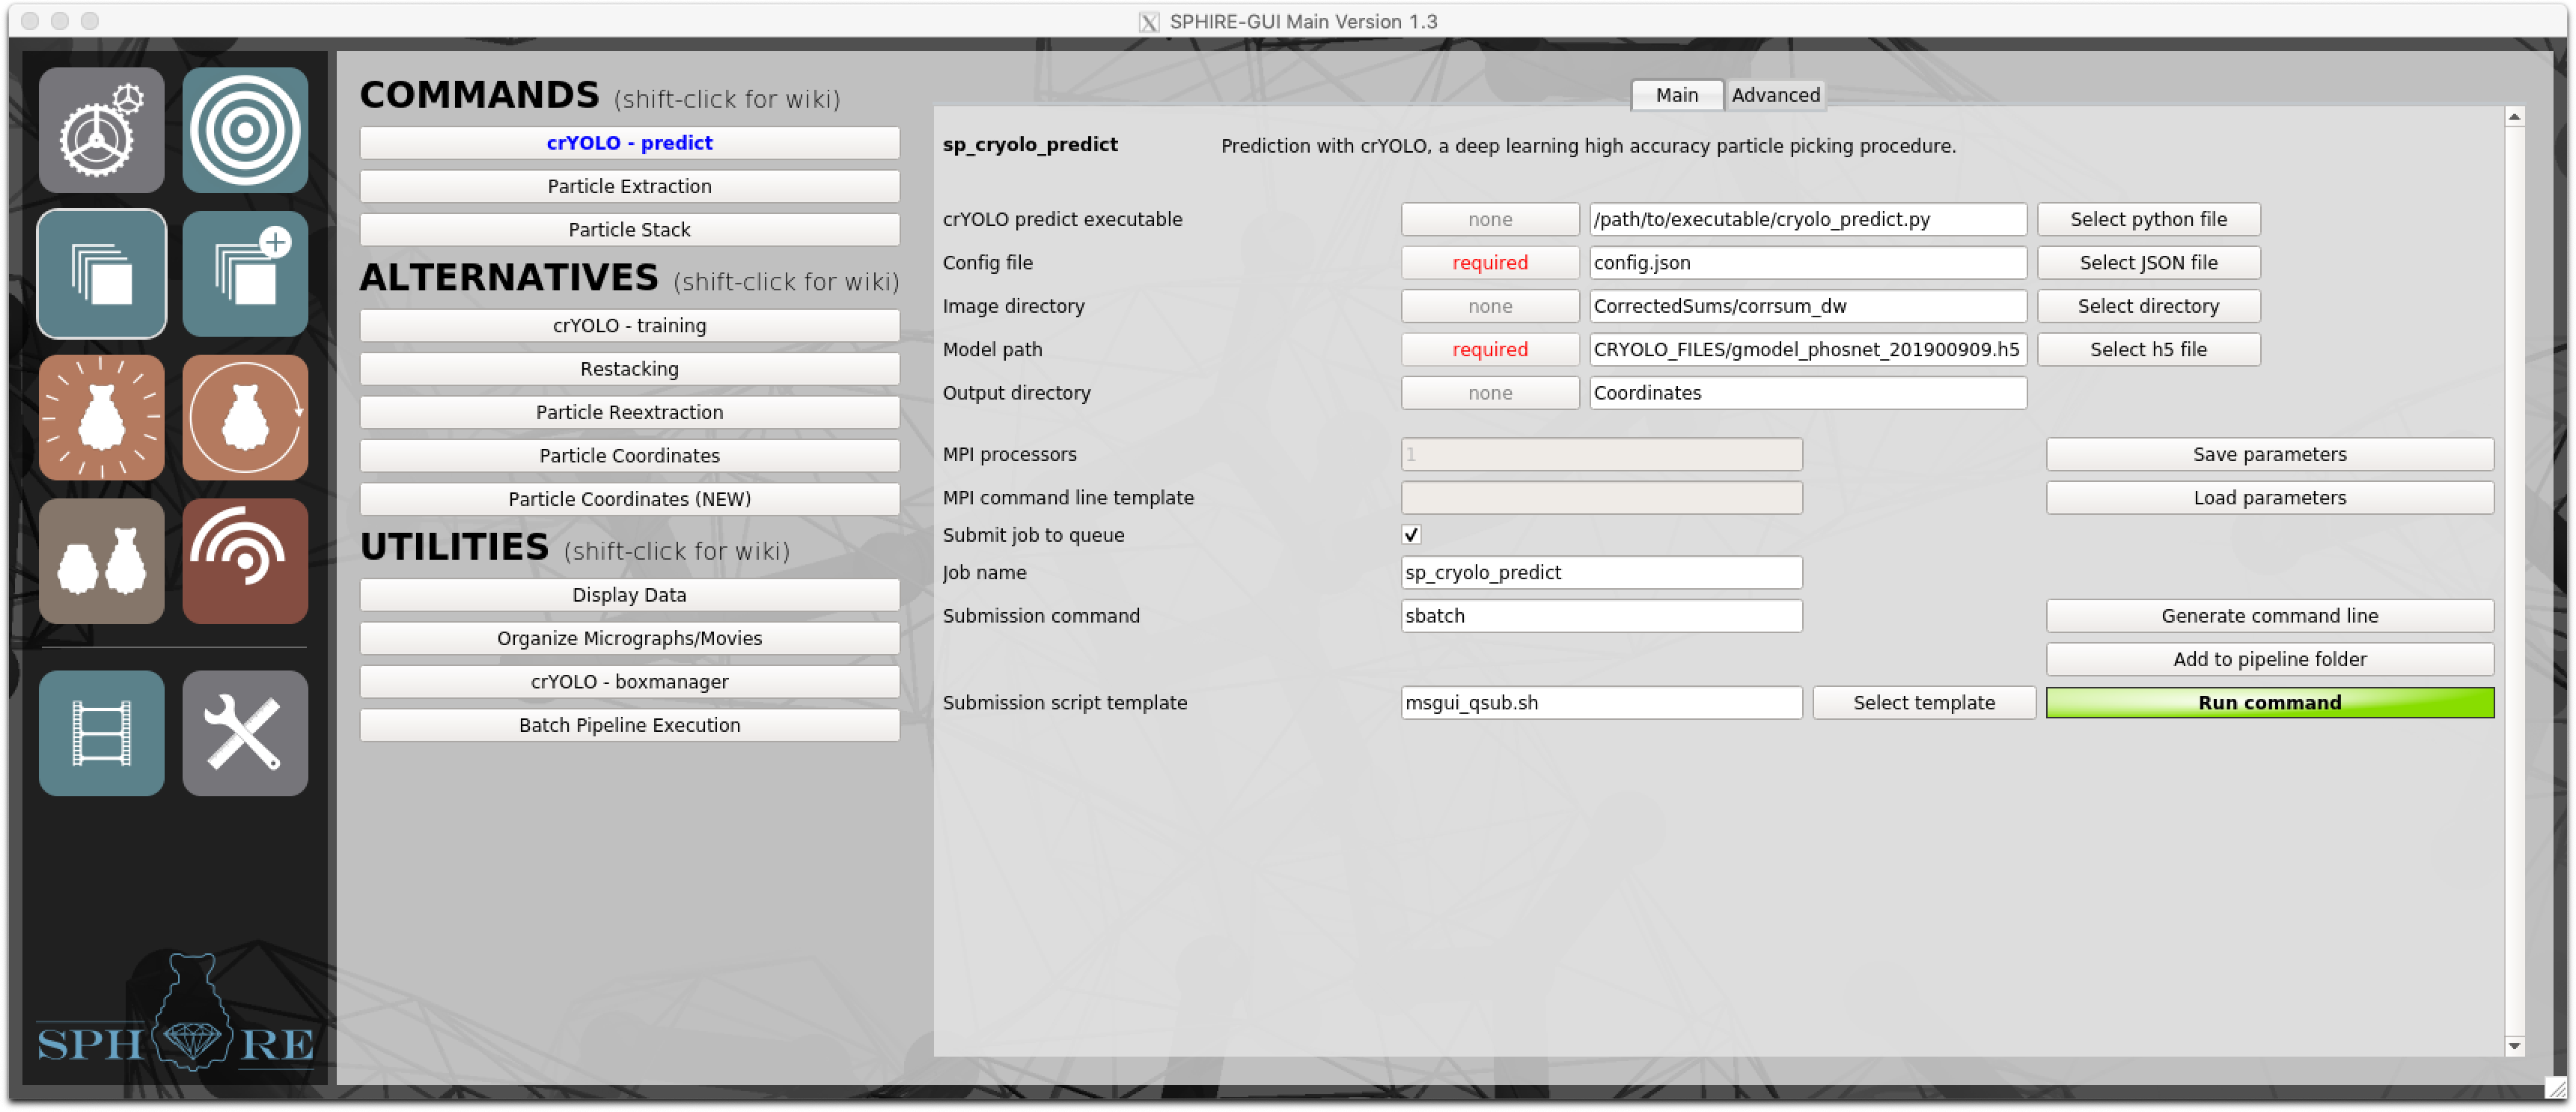 SPHIRE-GUI Main Version 1.3
COMMANDS (shift-click for wiki)
crYOLO - predict
Particle Extraction
Particle Stack
ALTERNATIVES (shift-click for wiki)
crYOLO - training
Restacking
Particle Reextraction
Particle Coordinates
Particle Coordinates (NEW)
UTILITIES (shift-click for wiki)
Display Data
Organize Micrographs/Movies
crYOLO - boxmanager
Batch Pipeline Execution
SPHIRE
Main Advanced
sp_cryolo_predict Prediction with crYOLO, a deep learning high accuracy particle picking procedure.
crYOLO predict executable none /path/to/executable/cryolo_predict.py Select python file
Config file required config.json Select JSON file
Image directory none CorrectedSums/corrsum_dw Select directory
Model path required CRYOLO_FILES/gmodel_phosnet_201900909.h5 Select h5 file
Output directory none Coordinates
MPI processors 1 Save parameters
MPI command line template Load parameters
Submit job to queue
Job name sp_cryolo_predict
Submission command sbatch Generate command line
Add to pipeline folder
Submission script template msgui_qsub.sh Select template Run command